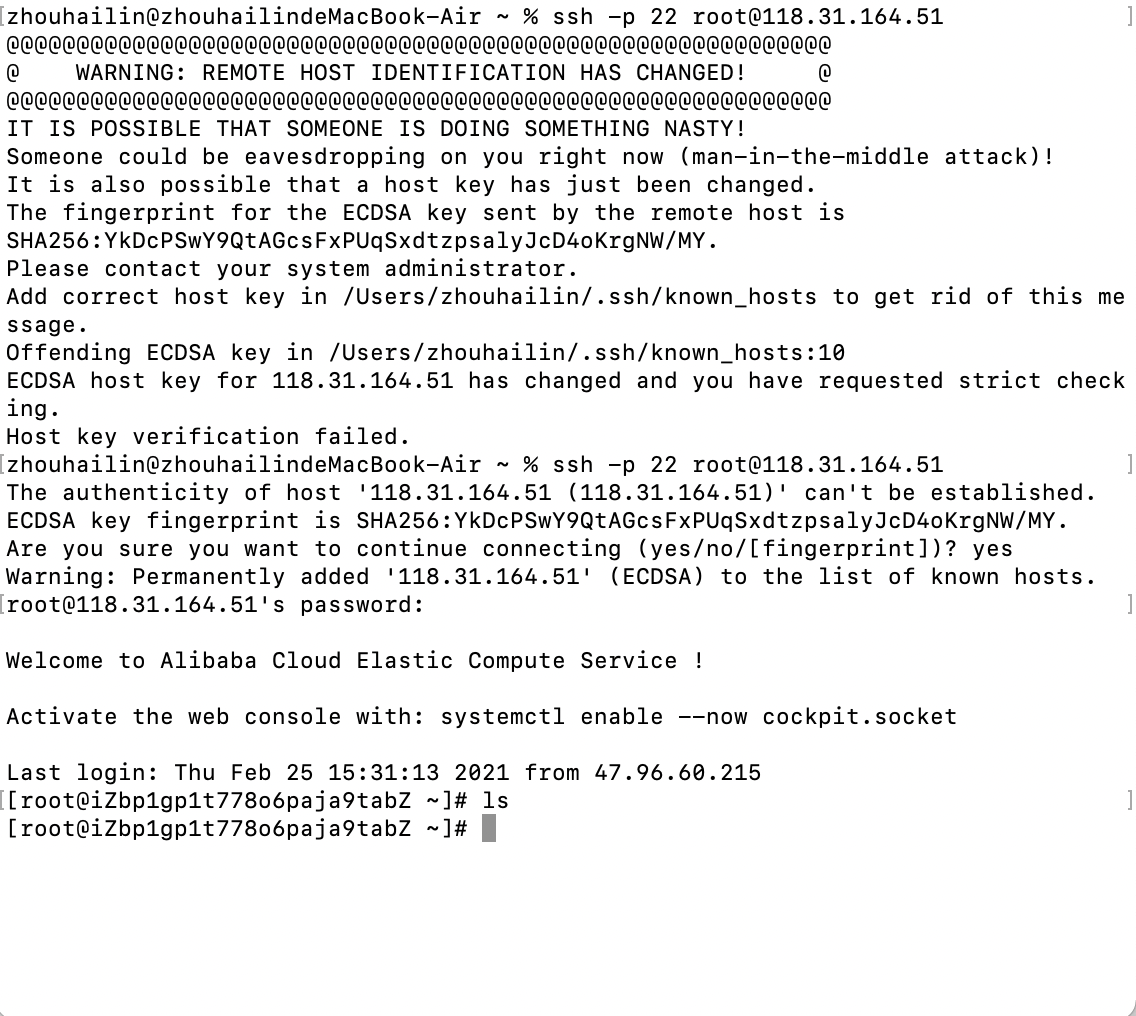 [zhouhailin@zhouhailindeMacBook-Air ~ % ssh -p 22 root@118.31.164.51 ]
@@@@@@@@@@@@@@@@@@@@@@@@@@@@@@@@@@@@@@@@@@@@@@@@@@@@@@@@@@@
@    WARNING: REMOTE HOST IDENTIFICATION HAS CHANGED!     @
@@@@@@@@@@@@@@@@@@@@@@@@@@@@@@@@@@@@@@@@@@@@@@@@@@@@@@@@@@@
IT IS POSSIBLE THAT SOMEONE IS DOING SOMETHING NASTY!
Someone could be eavesdropping on you right now (man-in-the-middle attack)!
It is also possible that a host key has just been changed.
The fingerprint for the ECDSA key sent by the remote host is
SHA256:YkDcPSwY9QtAGcsFxPUqSxdtzpsalyJcD4oKrgNW/MY.
Please contact your system administrator.
Add correct host key in /Users/zhouhailin/.ssh/known_hosts to get rid of this me
ssage.
Offending ECDSA key in /Users/zhouhailin/.ssh/known_hosts:10
ECDSA host key for 118.31.164.51 has changed and you have requested strict check
ing.
Host key verification failed.
[zhouhailin@zhouhailindeMacBook-Air ~ % ssh -p 22 root@118.31.164.51 ]
The authenticity of host '118.31.164.51 (118.31.164.51)' can't be established.
ECDSA key fingerprint is SHA256:YkDcPSwY9QtAGcsFxPUqSxdtzpsalyJcD4oKrgNW/MY.
Are you sure you want to continue connecting (yes/no/[fingerprint])? yes
Warning: Permanently added '118.31.164.51' (ECDSA) to the list of known hosts.
[root@118.31.164.51's password: ]
Welcome to Alibaba Cloud Elastic Compute Service !
Activate the web console with: systemctl enable --now cockpit.socket
Last login: Thu Feb 25 15:31:13 2021 from 47.96.60.215
[[root@iZbp1gp1t778o6paja9tabZ ~]# ls ]
[root@iZbp1gp1t778o6paja9tabZ ~]#